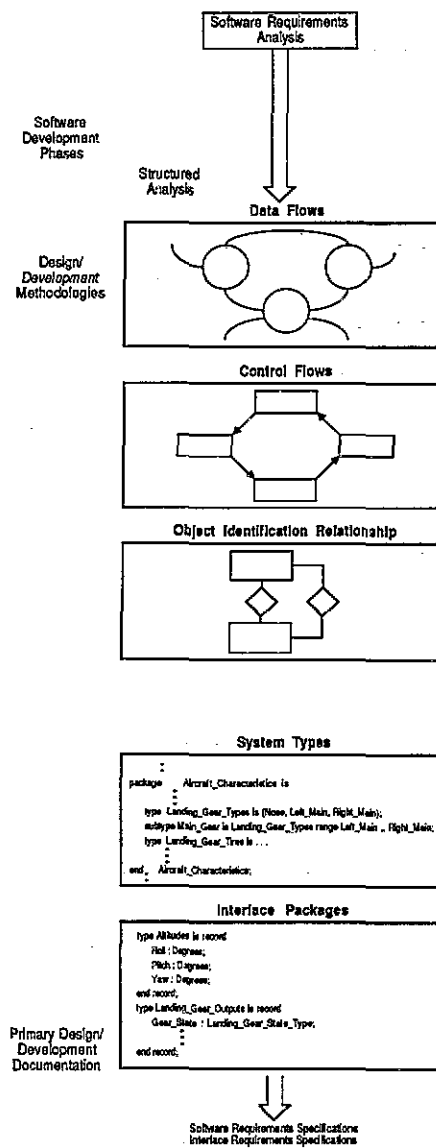 Software Requirements
Analysis
Software
Development
Phases
Structured
Analysis
Data Flows
Design/
Development
Methodologies
Control Flows
Object Identification Relationship
System Types
package Aircraft_Characteristics is
type Landing_Gear_Types is (Nose, Left_Main, Right_Main);
subtype Main_Gear is Landing_Gear_Types range Left_Main .. Right_Main;
type Landing_Gear_Tires is . . .
end Aircraft_Characteristics;
Interface Packages
type Altitudes is record
Roll : Degrees;
Pitch : Degrees;
Yaw : Degrees;
end record;
type Landing_Gear_Outputs is record
Gear_State : Landing_Gear_State_Type;
end record;
Primary Design/
Development
Documentation
Software Requirements Specifications
Interface Requirements Specifications